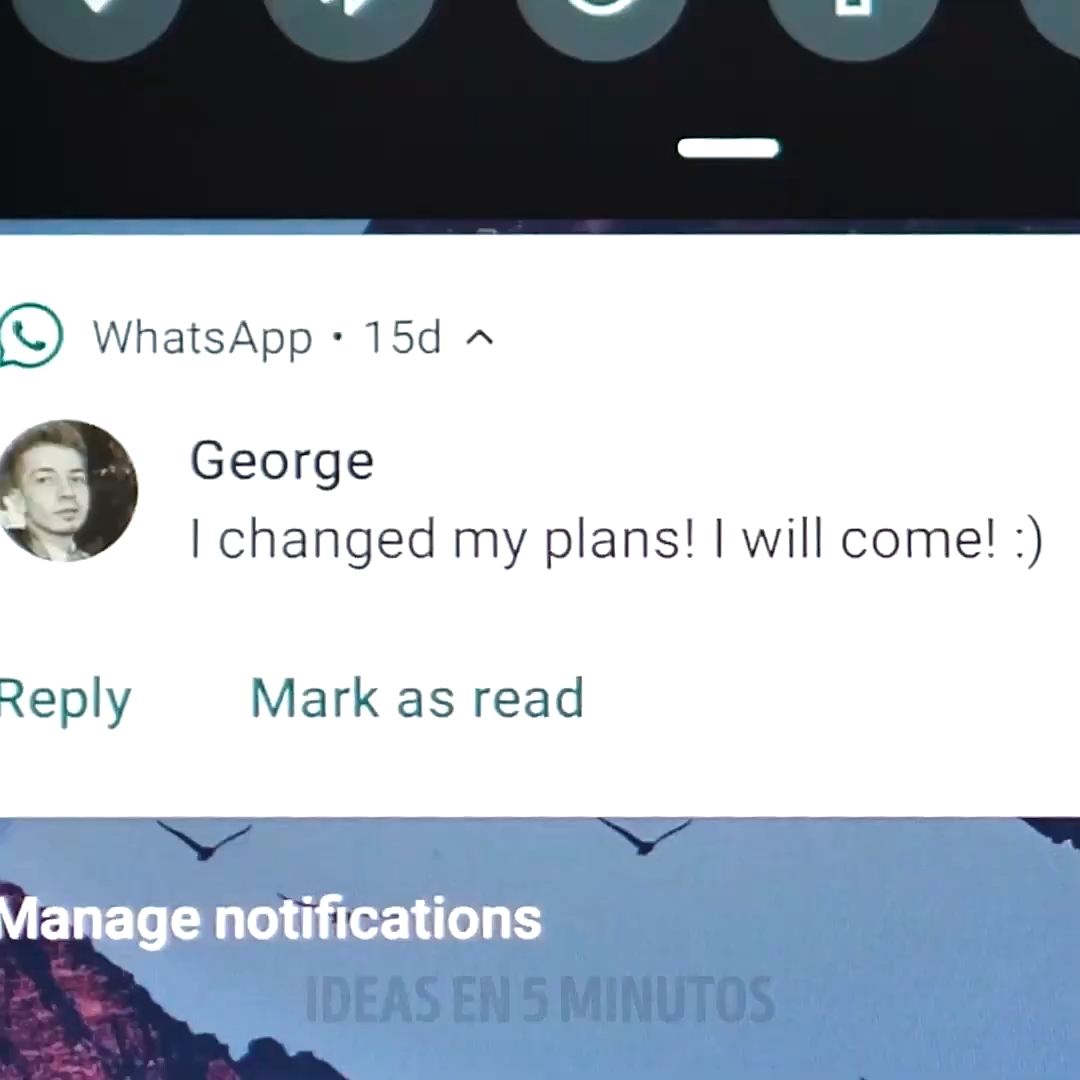 WhatsApp • 15d
George
I changed my plans! I will come! :)
Reply Mark as read
Manage notifications
IDEAS EN 5 MINUTOS